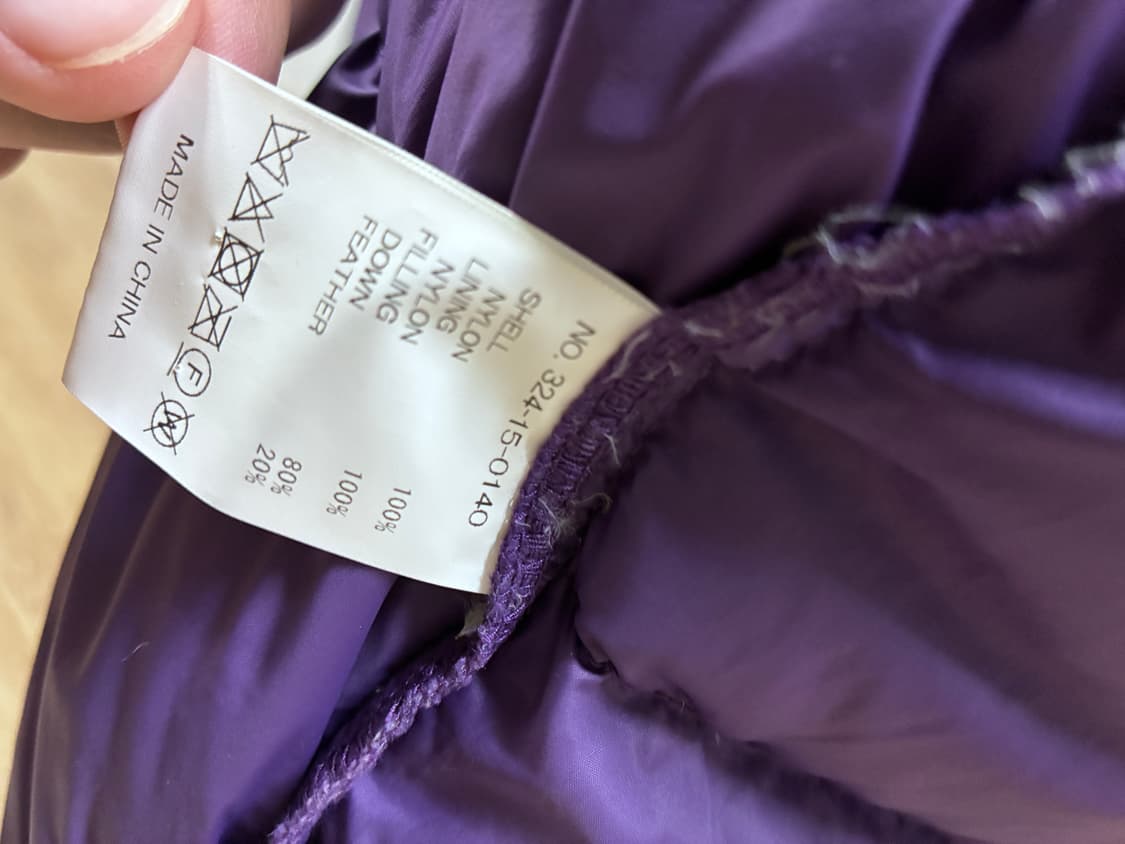 NO. 324-15-0140
SHELL
NYLON 100%
LINING
NYLON 100%
FILLING
DOWN 80%
FEATHER 20%
F
W
MADE IN CHINA